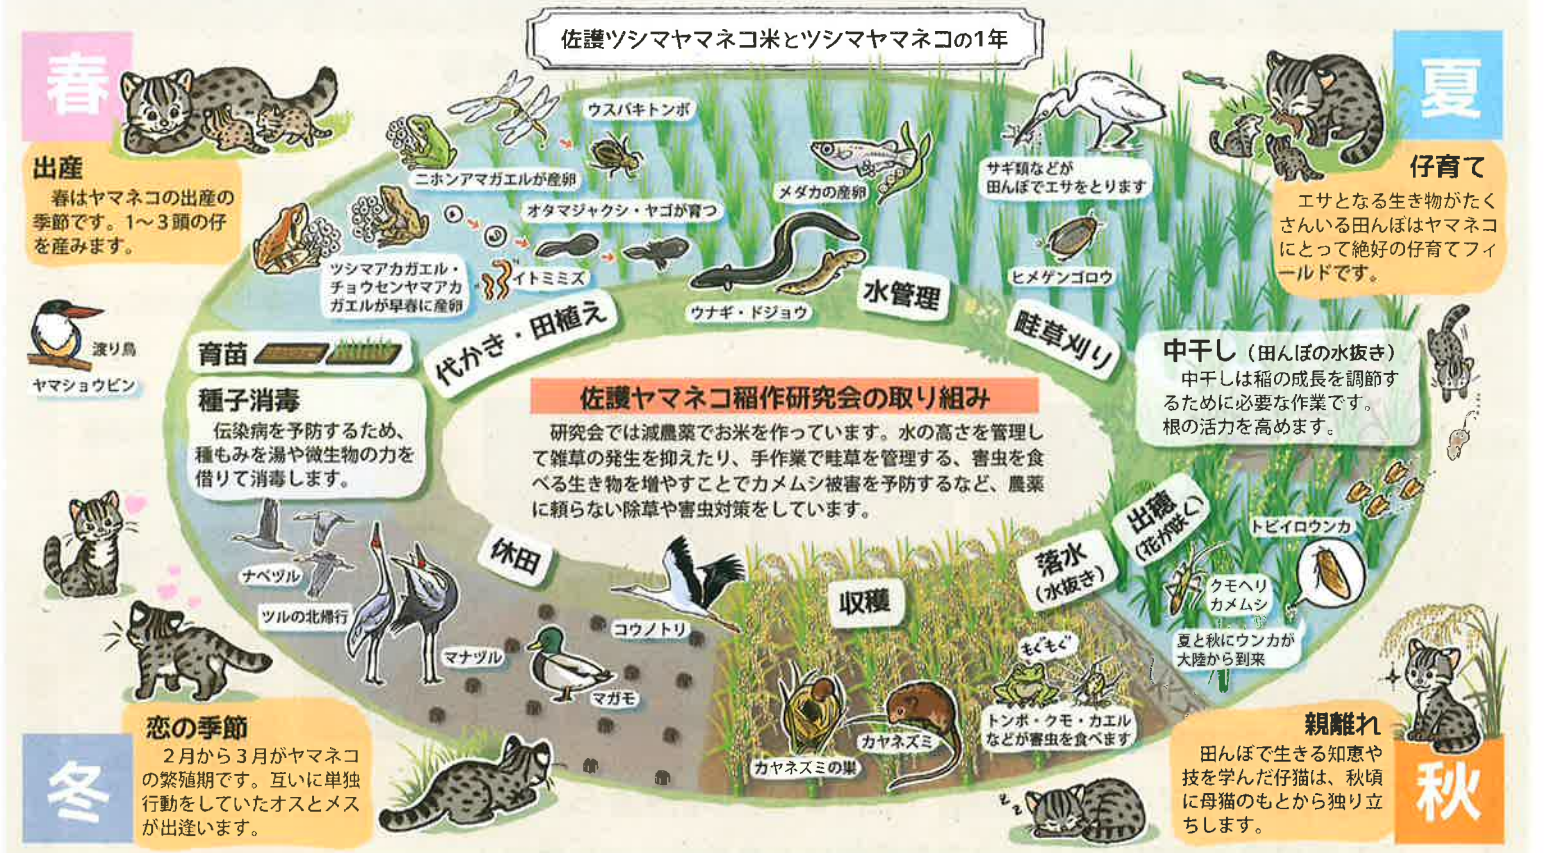 佐護ツシマヤマネコ米とツシマヤマネコの1年
春
出産
春はヤマネコの出産の
季節です。1〜3頭の仔
を産みます。
ウスバキトンボ
ニホンアマガエルが産卵
オタマジャクシ・ヤゴが育つ
ツシマアカガエル・
チョウセンヤマアカ
ガエルが早春に産卵
イトミミズ
メダカの産卵
ウナギ・ドジョウ
サギ類などが
田んぼでエサをとります
ヒメゲンゴロウ
夏
仔育て
エサとなる生き物がたく
さんいる田んぼはヤマネコ
にとって絶好の仔育てフィ
ールドです。
渡り鳥
ヤマショウビン
育苗
種子消毒
伝染病を予防するため、
種もみを湯や微生物の力を
借りて消毒します。
代かき・田植え
水管理
畦草刈り
中干し（田んぼの水抜き）
中干しは稲の成長を調節す
るために必要な作業です。
根の活力を高めます。
佐護ヤマネコ稲作研究会の取り組み
研究会では減農薬でお米を作っています。水の高さを管理し
て雑草の発生を抑えたり、手作業で畦草を管理する、害虫を食
べる生き物を増やすことでカメムシ被害を予防するなど、農薬
に頼らない除草や害虫対策をしています。
出穂
（花が咲く）
トビイロウンカ
クモヘリ
カメムシ
夏と秋にウンカが
大陸から到来
落水
（水抜き）
収穫
もぐもぐ
トンボ・クモ・カエル
などが害虫を食べます
カヤネズミ
カヤネズミの巣
休田
コウノトリ
マガモ
マナヅル
ナベヅル
ツルの北帰行
冬
恋の季節
２月から３月がヤマネコ
の繁殖期です。互いに単独
行動をしていたオスとメス
が出逢います。
zzz
秋
親離れ
田んぼで生きる知恵や
技を学んだ仔猫は、秋頃
に母猫のもとから独り立
ちします。